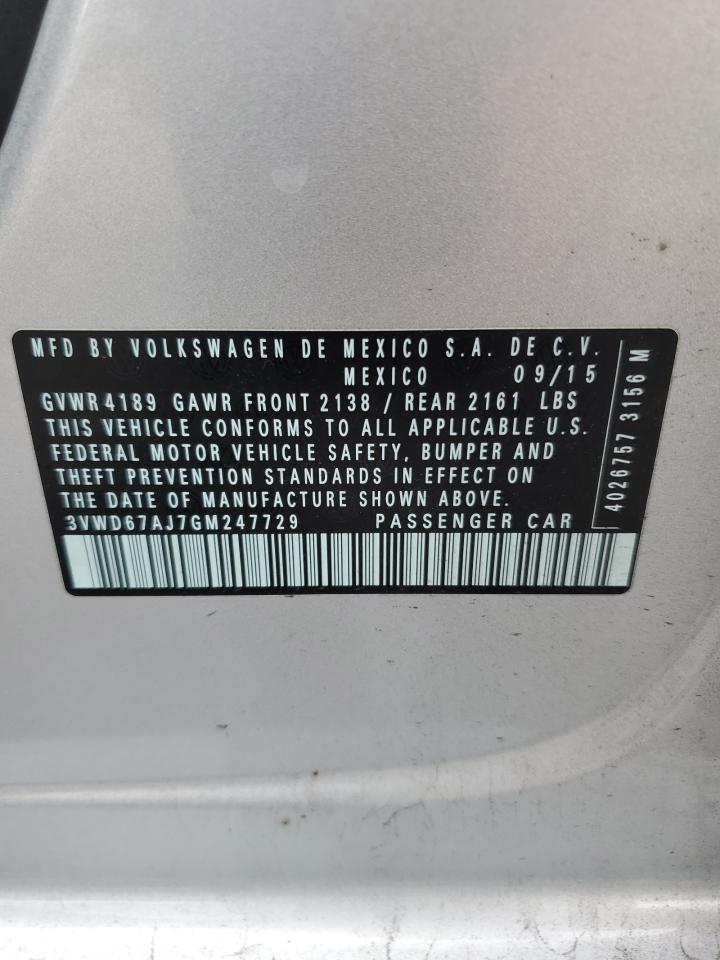 MFD BY VOLKSWAGEN DE MEXICO S.A. DE C.V.
MEXICO 09/15
GVWR 4189 GAWR FRONT 2138 / REAR 2161 LBS
THIS VEHICLE CONFORMS TO ALL APPLICABLE U.S.
FEDERAL MOTOR VEHICLE SAFETY, BUMPER AND
THEFT PREVENTION STANDARDS IN EFFECT ON
THE DATE OF MANUFACTURE SHOWN ABOVE.
3VWD67AJ7GM247729 PASSENGER CAR
4026757 3156 M